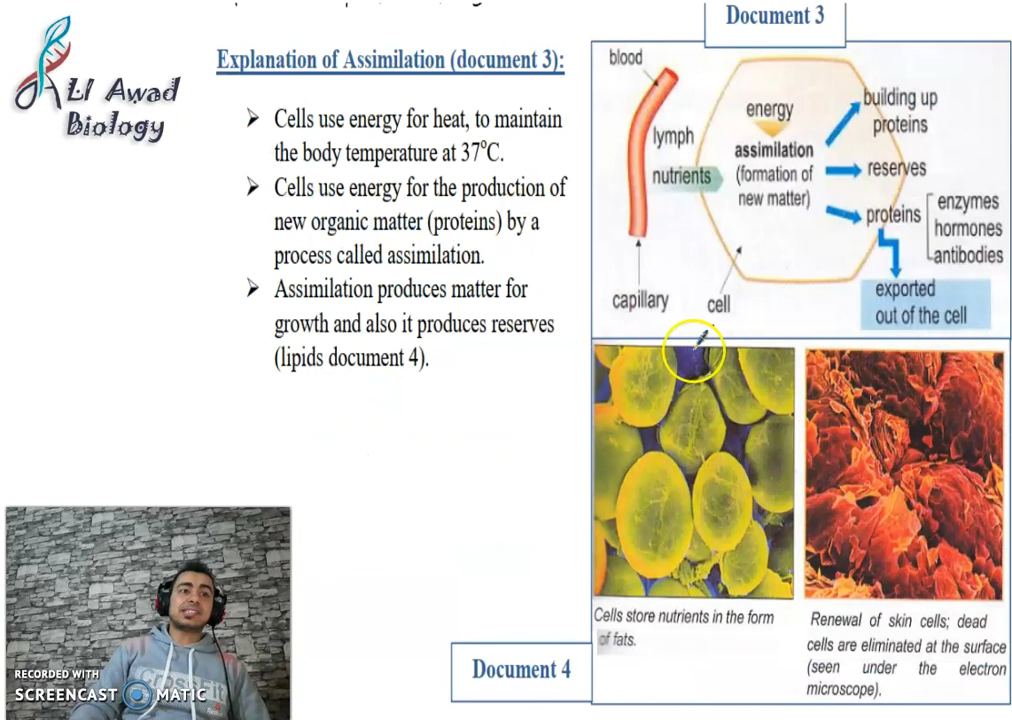 ALI Awad
Biology
Explanation of Assimilation (document 3):
➢ Cells use energy for heat, to maintain
the body temperature at 37°C.
➢ Cells use energy for the production of
new organic matter (proteins) by a
process called assimilation.
➢ Assimilation produces matter for
growth and also it produces reserves
(lipids document 4).
Document 3
blood
lymph
nutrients
capillary
cell
energy
assimilation
(formation of
new matter)
building up
proteins
reserves
proteins
enzymes
hormones
antibodies
exported
out of the cell
Cells store nutrients in the form
of fats.
Renewal of skin cells; dead
cells are eliminated at the surface
(seen under the electron
microscope).
Document 4
CrossFit
RECORDED WITH
SCREENCAST MATIC